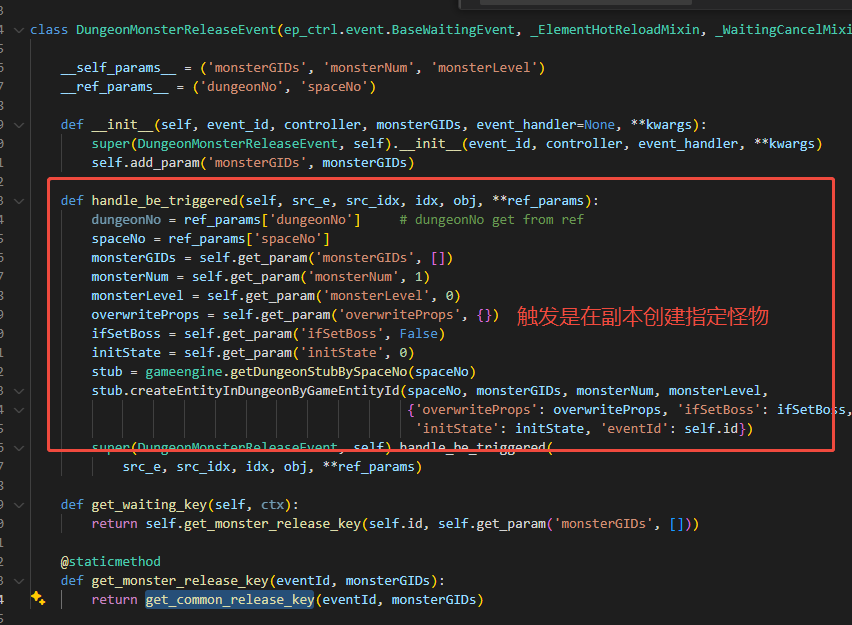 class DungeonMonsterReleaseEvent(ep_ctrl.event.BaseWaitingEvent, _ElementHotReloadMixin, _WaitingCancelMixi
__self_params__ = ('monsterGIDs', 'monsterNum', 'monsterLevel')
__ref_params__ = ('dungeonNo', 'spaceNo')
def __init__(self, event_id, controller, monsterGIDs, event_handler=None, **kwargs):
super(DungeonMonsterReleaseEvent, self).__init__(event_id, controller, event_handler, **kwargs)
self.add_param('monsterGIDs', monsterGIDs)
def handle_be_triggered(self, src_e, src_idx, idx, obj, **ref_params):
dungeonNo = ref_params['dungeonNo']     # dungeonNo get from ref
spaceNo = ref_params['spaceNo']
monsterGIDs = self.get_param('monsterGIDs', [])
monsterNum = self.get_param('monsterNum', 1)
monsterLevel = self.get_param('monsterLevel', 0)
overwriteProps = self.get_param('overwriteProps', {})
触发是在副本创建指定怪物
ifSetBoss = self.get_param('ifSetBoss', False)
initState = self.get_param('initState', 0)
stub = gameengine.getDungeonStubBySpaceNo(spaceNo)
stub.createEntityInDungeonByGameEntityId(spaceNo, monsterGIDs, monsterNum, monsterLevel,
{'overwriteProps': overwriteProps, 'ifSetBoss': ifSetBoss,
'initState': initState, 'eventId': self.id})
super(DungeonMonsterReleaseEvent, self).handle_be_triggered(
src_e, src_idx, idx, obj, **ref_params)
def get_waiting_key(self, ctx):
return self.get_monster_release_key(self.id, self.get_param('monsterGIDs', []))
@staticmethod
def get_monster_release_key(eventId, monsterGIDs):
return get_common_release_key(eventId, monsterGIDs)